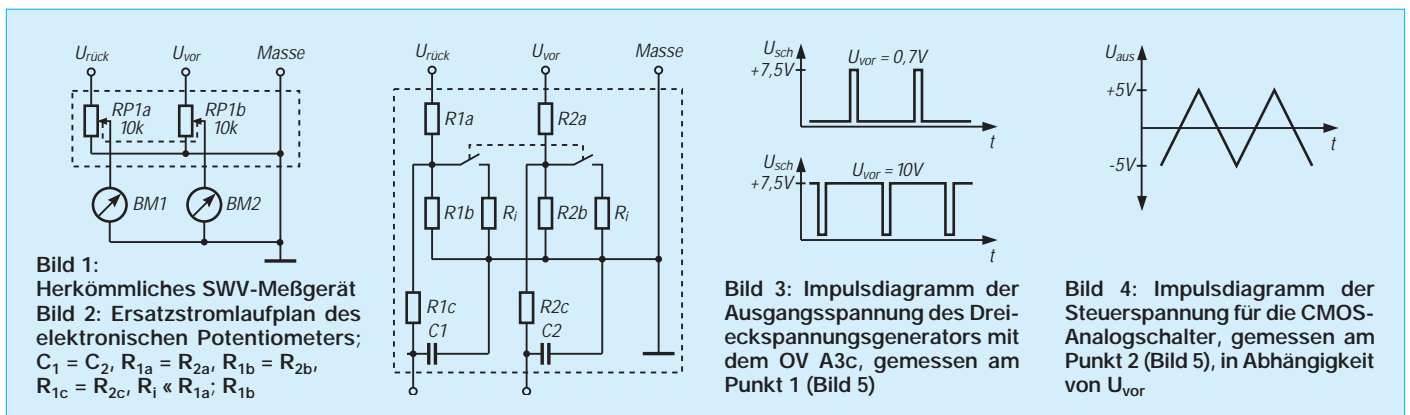 U_rück U_vor Masse
RP1a RP1b
10k 10k
BM1 BM2
Bild 1:
Herkömmliches SWV-Meßgerät
Bild 2: Ersatzstromlaufplan des
elektronischen Potentiometers;
C1 = C2, R1a = R2a, R1b = R2b,
R1c = R2c, Ri « R1a; R1b
U_rück U_vor Masse
R1a R2a
R1b Ri R2b Ri
R1c R2c
C1 C2
U_sch
+7,5V U_vor = 0,7V
t
U_sch
+7,5V U_vor = 10V
t
Bild 3: Impulsdiagramm der
Ausgangsspannung des Drei-
eckspannungsgenerators mit
dem OV A3c, gemessen am
Punkt 1 (Bild 5)
U_aus
+5V
t
-5V
Bild 4: Impulsdiagramm der
Steuerspannung für die CMOS-
Analogschalter, gemessen am
Punkt 2 (Bild 5), in Abhängigkeit
von U_vor